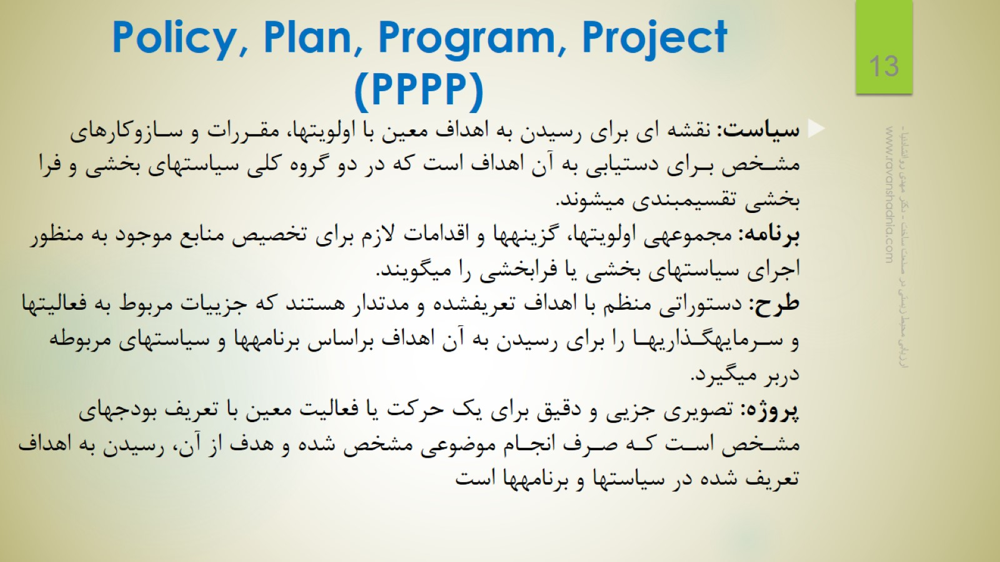 Policy, Plan, Program, Project
(PPPP)
13
سیاست: نقشه ای برای رسیدن به اهداف معین با اولویتها، مقررات و سازوکارهای
مشخص برای دستیابی به آن اهداف است که در دو گروه کلی سیاستهای بخشی و فرا
بخشی تقسیمبندی میشوند.
برنامه: مجموعهی اولویتها، گزینهها و اقدامات لازم برای تخصیص منابع موجود به منظور
اجرای سیاستهای بخشی یا فرابخشی را میگویند.
طرح: دستوراتی منظم با اهداف تعریفشده و مدتدار هستند که جزییات مربوط به فعالیتها
و سرمایهگذاریها را برای رسیدن به آن اهداف براساس برنامهها و سیاستهای مربوطه
دربر میگیرد.
پروژه: تصویری جزیی و دقیق برای یک حرکت یا فعالیت معین با تعریف بودجهای
مشخص است که صرف انجام موضوعی مشخص شده و هدف از آن، رسیدن به اهداف
تعریف شده در سیاستها و برنامهها است
ارزیابی محیط زیستی در صنعت ساخت - دکتر مهدی روانشادنیا -
www.ravanshadnia.com